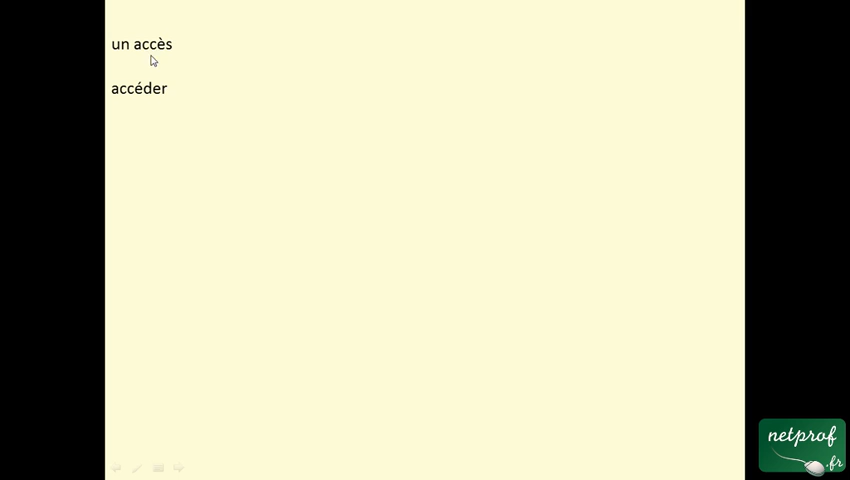 un accès
accéder
netprof
.fr